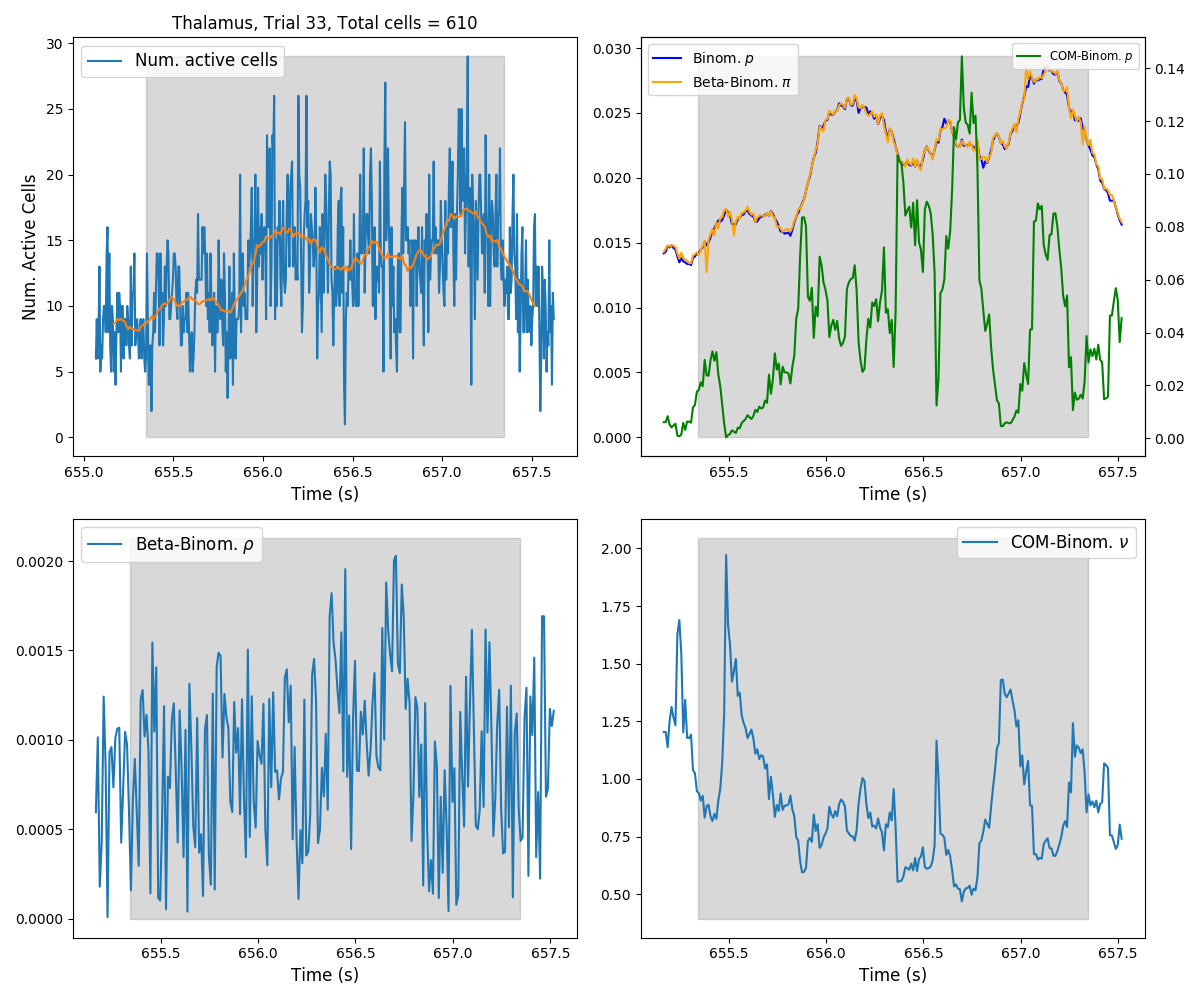 Thalamus, Trial 33, Total cells = 610
Num. active cells
Num. Active Cells
30
25
20
15
10
5
0
655.0 655.5 656.0 656.5 657.0 657.5
Time (s)
Binom. p
Beta-Binom. π
COM-Binom. p
0.030
0.025
0.020
0.015
0.010
0.005
0.000
0.14
0.12
0.10
0.08
0.06
0.04
0.02
0.00
655.5 656.0 656.5 657.0 657.5
Time (s)
Beta-Binom. ρ
0.0020
0.0015
0.0010
0.0005
0.0000
655.5 656.0 656.5 657.0 657.5
Time (s)
COM-Binom. ν
2.00
1.75
1.50
1.25
1.00
0.75
0.50
655.5 656.0 656.5 657.0 657.5
Time (s)